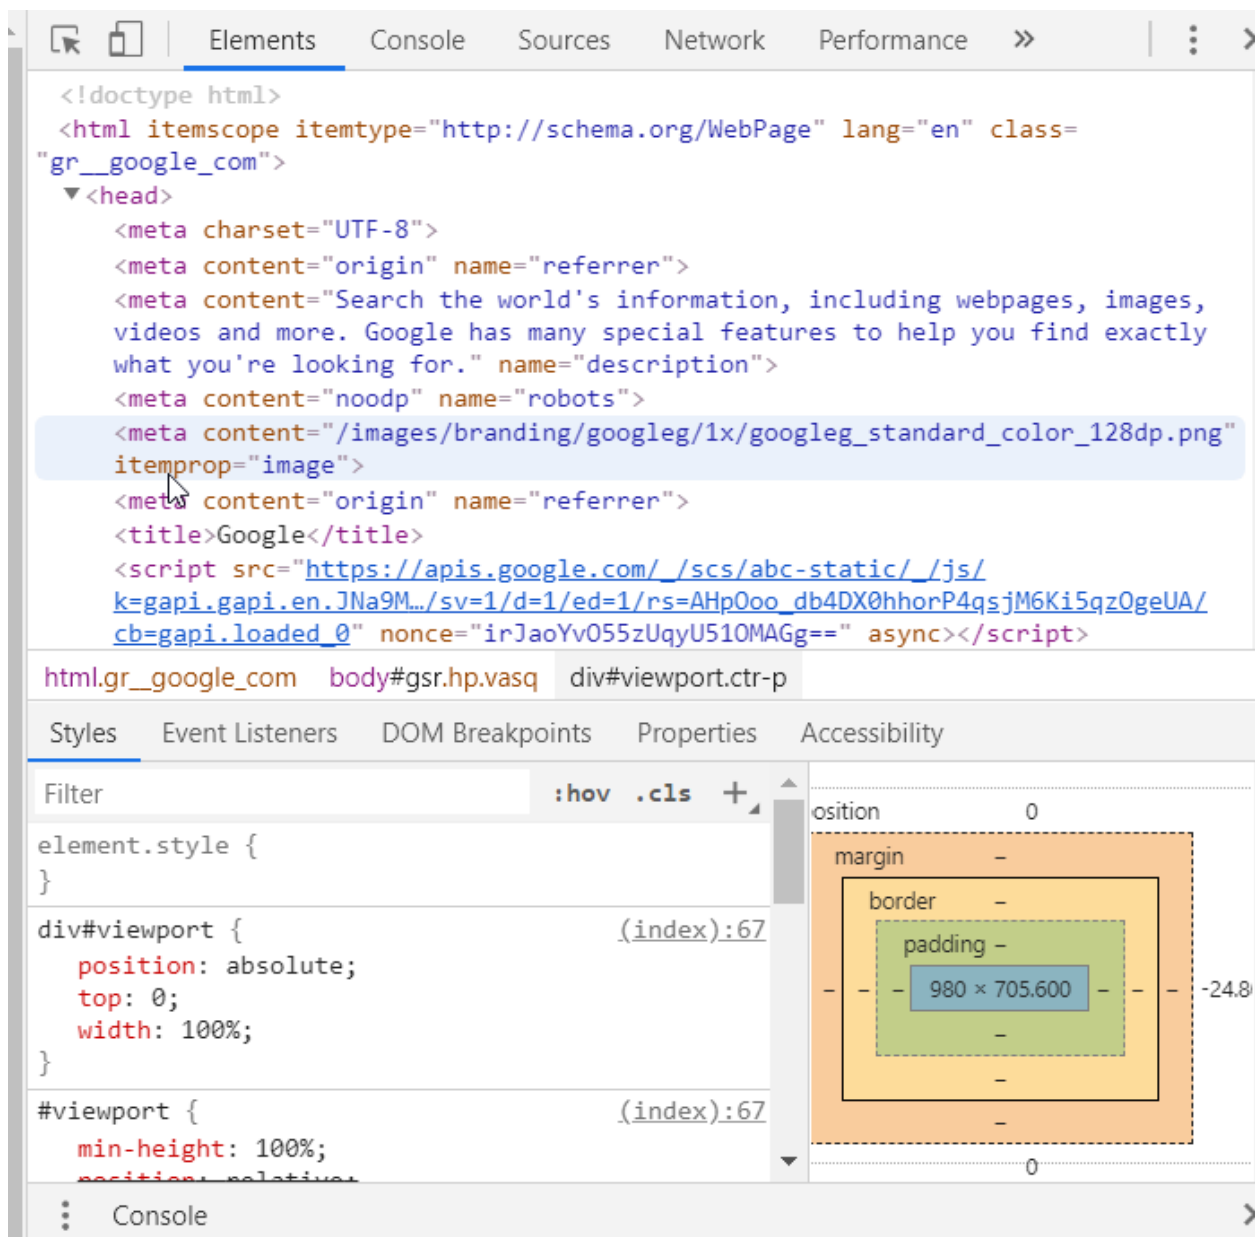 Elements Console Sources Network Performance »
<!doctype html>
<html itemscope itemtype="http://schema.org/WebPage" lang="en" class=
"gr__google_com">
▼<head>
<meta charset="UTF-8">
<meta content="origin" name="referrer">
<meta content="Search the world's information, including webpages, images,
videos and more. Google has many special features to help you find exactly
what you're looking for." name="description">
<meta content="noodp" name="robots">
<meta content="/images/branding/googleg/1x/googleg_standard_color_128dp.png"
itemprop="image">
<meta content="origin" name="referrer">
<title>Google</title>
<script src="https://apis.google.com/_/scs/abc-static/_/js/
k=gapi.gapi.en.JNa9M…/sv=1/d=1/ed=1/rs=AHpOoo_db4DX0hhorP4qsjM6Ki5qzOgeUA/
cb=gapi.loaded_0" nonce="irJaoYvO55zUqyU51OMAGg==" async></script>
html.gr__google_com body#gsr.hp.vasq div#viewport.ctr-p
Styles Event Listeners DOM Breakpoints Properties Accessibility
Filter :hov .cls +
element.style {
}
div#viewport { (index):67
position: absolute;
top: 0;
width: 100%;
}
#viewport { (index):67
min-height: 100%;
position: relative;
osition 0
margin –
border –
padding –
– – – 980 × 705.600 – – – -24.8
–
–
–
0
Console